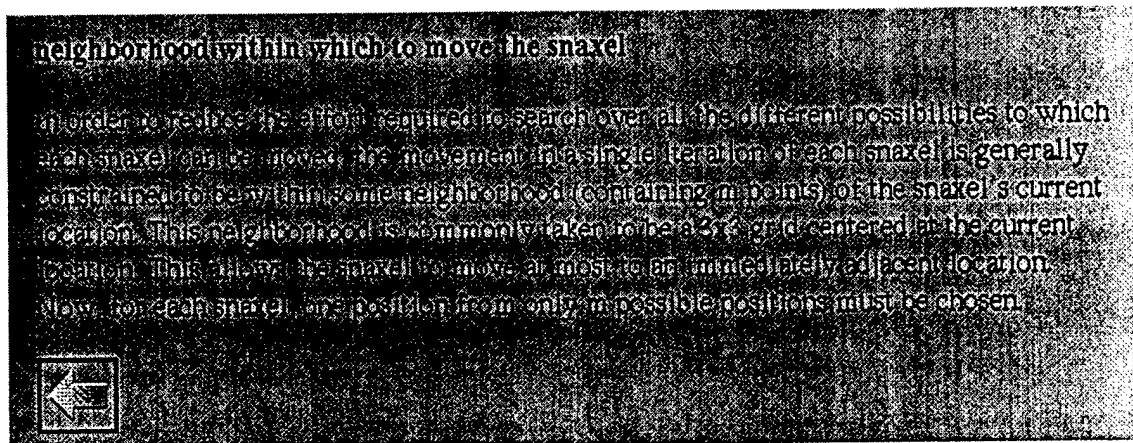 neighborhood within which to move the snaxel
In order to reduce the effort required to search over all the different possibilities to which
each snaxel can be moved, the movement in a single iteration of each snaxel is generally
constrained to be within some neighborhood (containing m points) of the snaxel's current
location. This neighborhood is commonly taken to be a 3x3 grid centered at the current
location. This allows the snaxel to move at most to an immediately adjacent location.
Now, for each snaxel, one position from only m possible positions must be chosen.